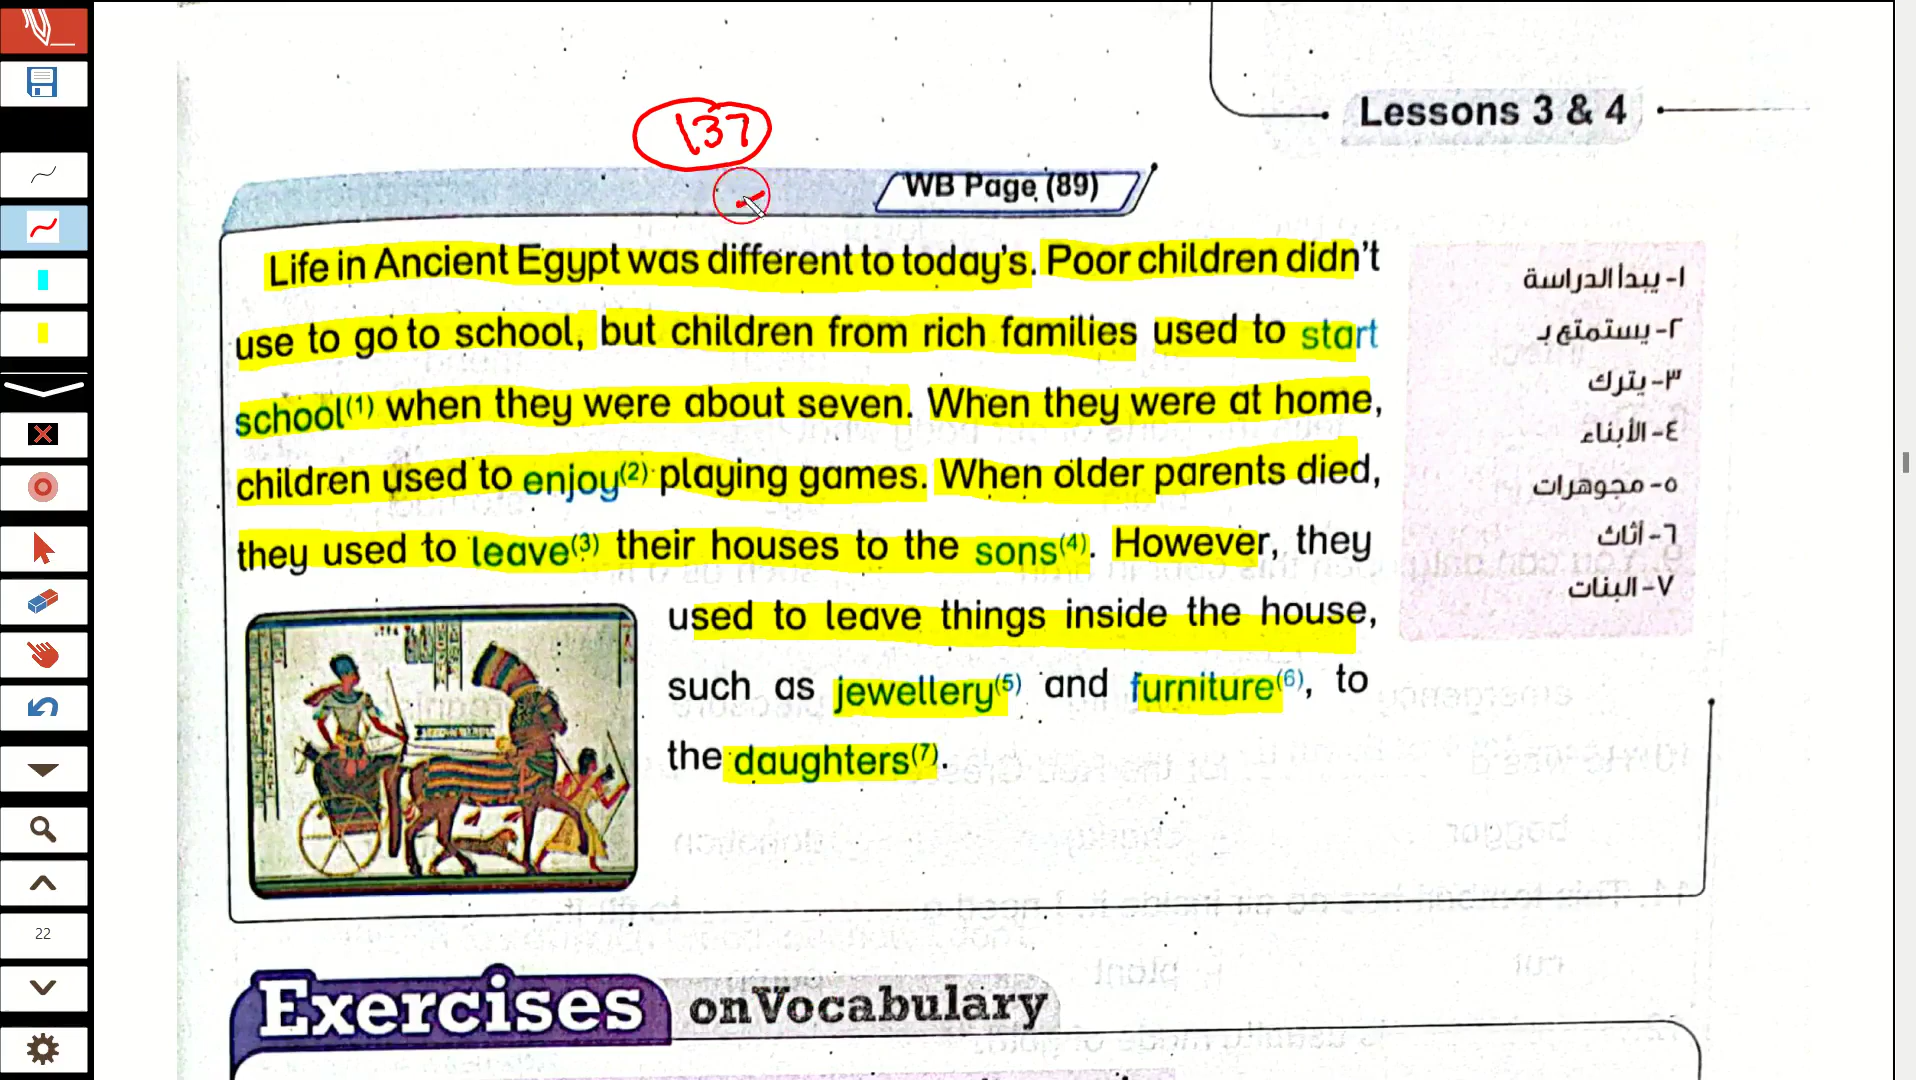 Lessons 3 & 4
137
WB Page (89)
Life in Ancient Egypt was different to today's. Poor children didn't
use to go to school, but children from rich families used to start
school(1) when they were about seven. When they were at home,
children used to enjoy(2) playing games. When older parents died,
they used to leave(3) their houses to the sons(4). However, they
used to leave things inside the house,
such as jewellery(5) and furniture(6), to
the daughters(7).
١- يبدأ الدراسة
٢- يستمتع بـ
٣- يترك
٤- الأبناء
٥- مجوهرات
٦- أثاث
٧- البنات
Exercises on Vocabulary
22